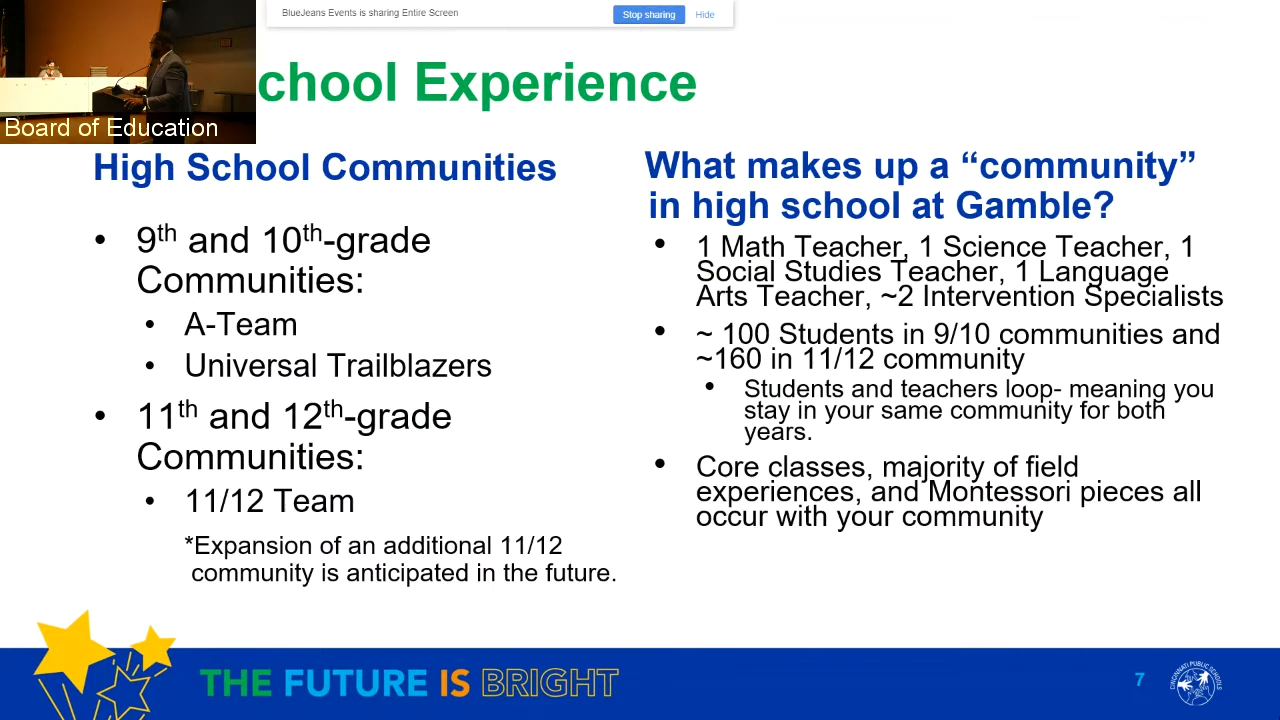 BlueJeans Events is sharing Entire Screen
Stop sharing
Hide
chool Experience
Board of Education
High School Communities
• 9th and 10th-grade
Communities:
• A-Team
• Universal Trailblazers
• 11th and 12th-grade
Communities:
• 11/12 Team
*Expansion of an additional 11/12
community is anticipated in the future.
What makes up a “community”
in high school at Gamble?
• 1 Math Teacher, 1 Science Teacher, 1
Social Studies Teacher, 1 Language
Arts Teacher, ~2 Intervention Specialists
• ~ 100 Students in 9/10 communities and
~160 in 11/12 community
• Students and teachers loop- meaning you
stay in your same community for both
years.
• Core classes, majority of field
experiences, and Montessori pieces all
occur with your community
THE FUTURE IS BRIGHT
7
CINCINNATI PUBLIC SCHOOLS